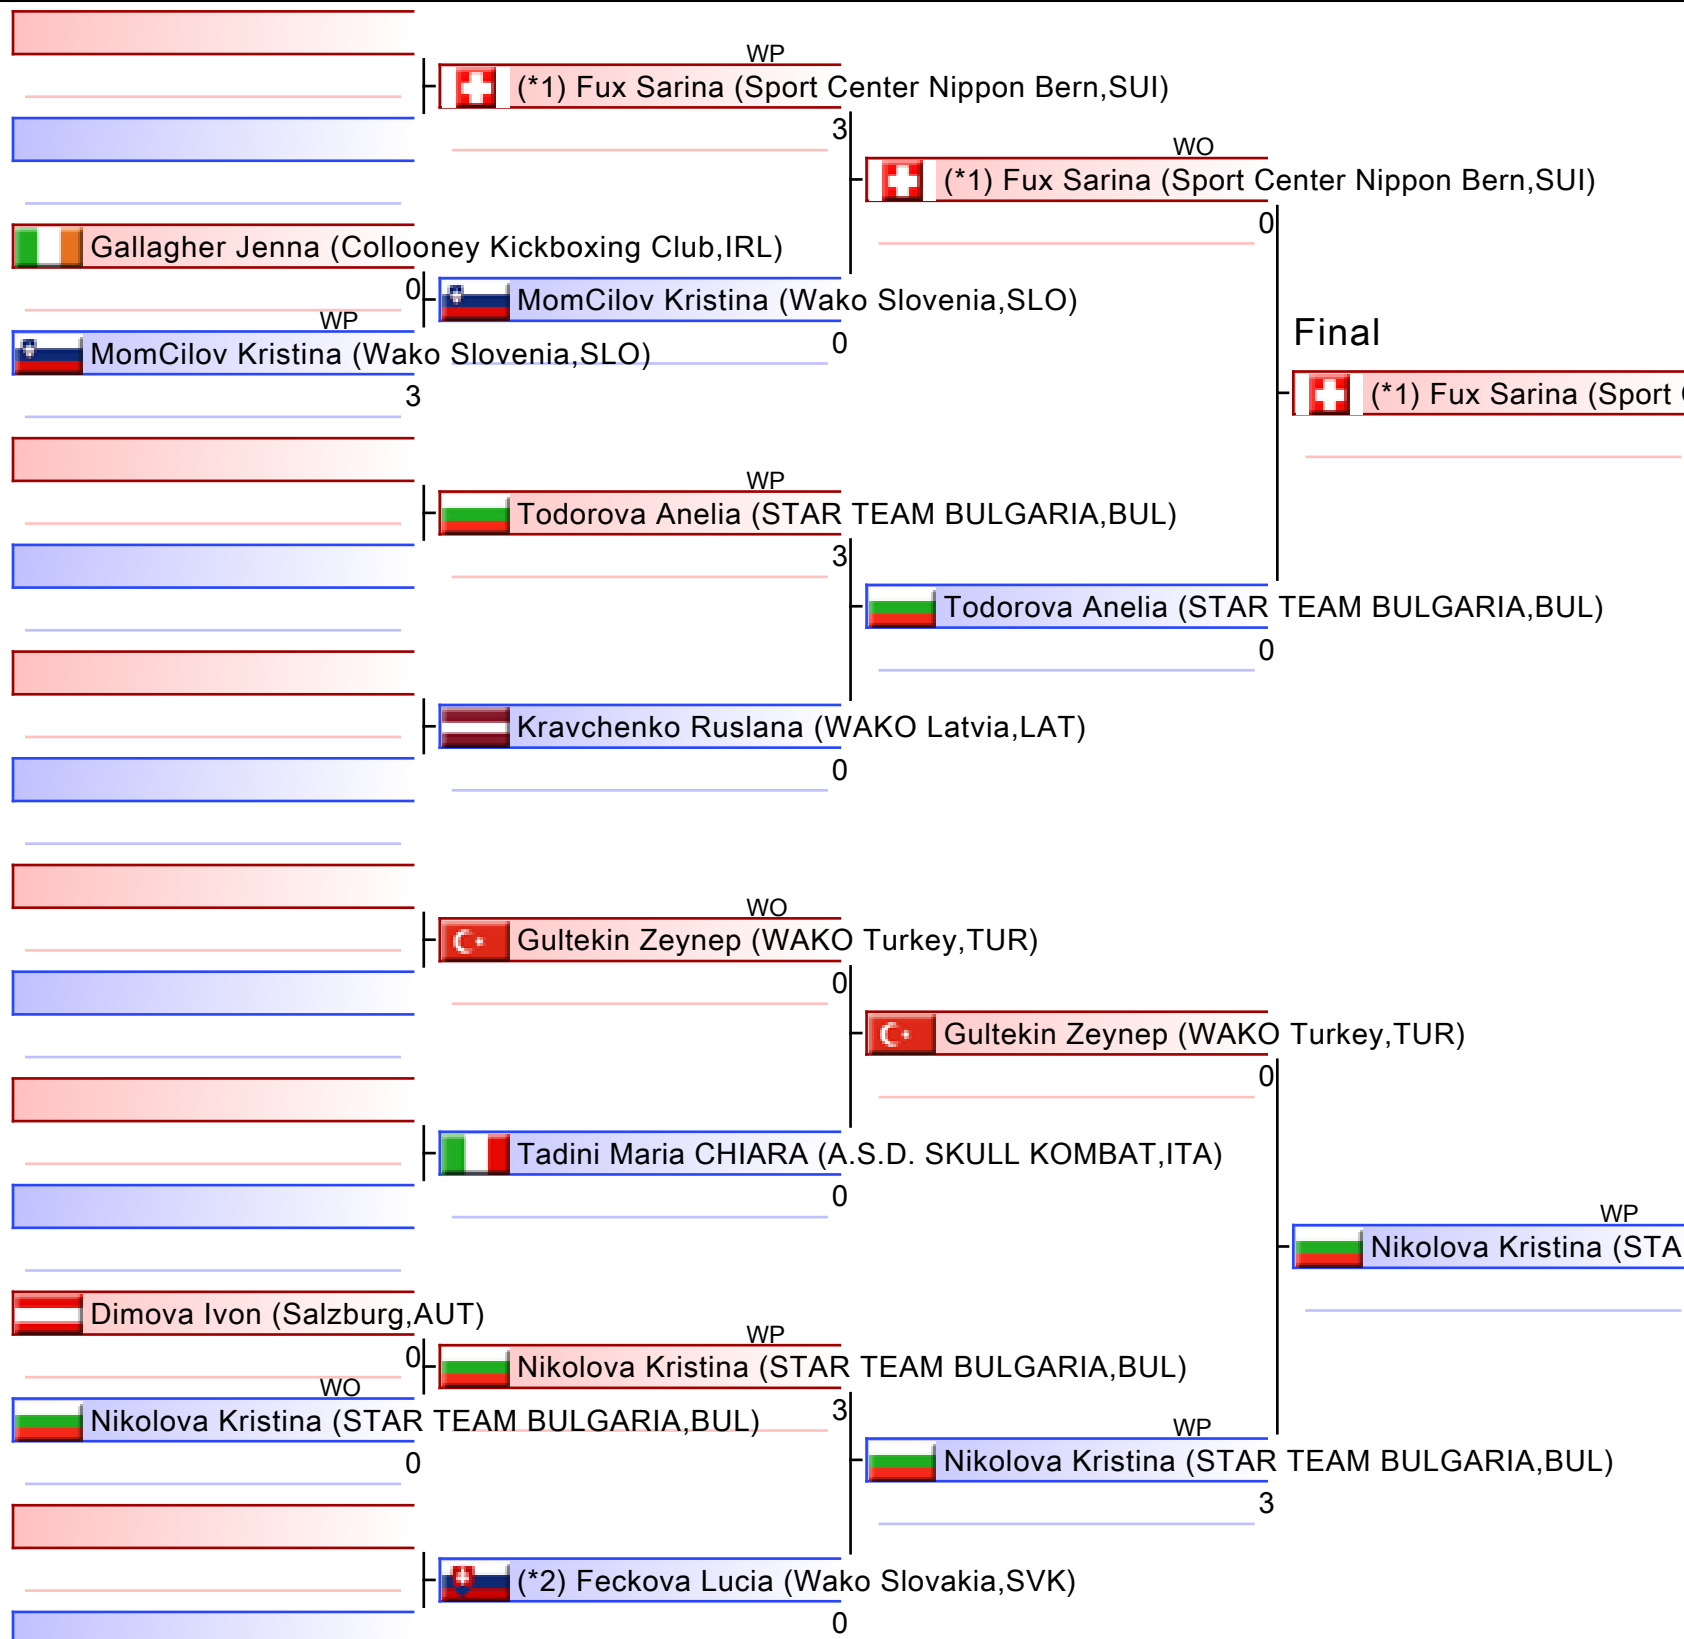 WP
(*1) Fux Sarina (Sport Center Nippon Bern,SUI)
3
WO
(*1) Fux Sarina (Sport Center Nippon Bern,SUI)
0
Gallagher Jenna (Collooney Kickboxing Club,IRL)
0
MomCilov Kristina (Wako Slovenia,SLO)
0
WP
MomCilov Kristina (Wako Slovenia,SLO)
3
Final
(*1) Fux Sarina (Sport
WP
Todorova Anelia (STAR TEAM BULGARIA,BUL)
3
Todorova Anelia (STAR TEAM BULGARIA,BUL)
0
Kravchenko Ruslana (WAKO Latvia,LAT)
0
WO
Gultekin Zeynep (WAKO Turkey,TUR)
0
Gultekin Zeynep (WAKO Turkey,TUR)
0
Tadini Maria CHIARA (A.S.D. SKULL KOMBAT,ITA)
0
WP
Nikolova Kristina (STA
Dimova Ivon (Salzburg,AUT)
0
WP
Nikolova Kristina (STAR TEAM BULGARIA,BUL)
3
WO
Nikolova Kristina (STAR TEAM BULGARIA,BUL)
0
WP
Nikolova Kristina (STAR TEAM BULGARIA,BUL)
3
(*2) Feckova Lucia (Wako Slovakia,SVK)
0